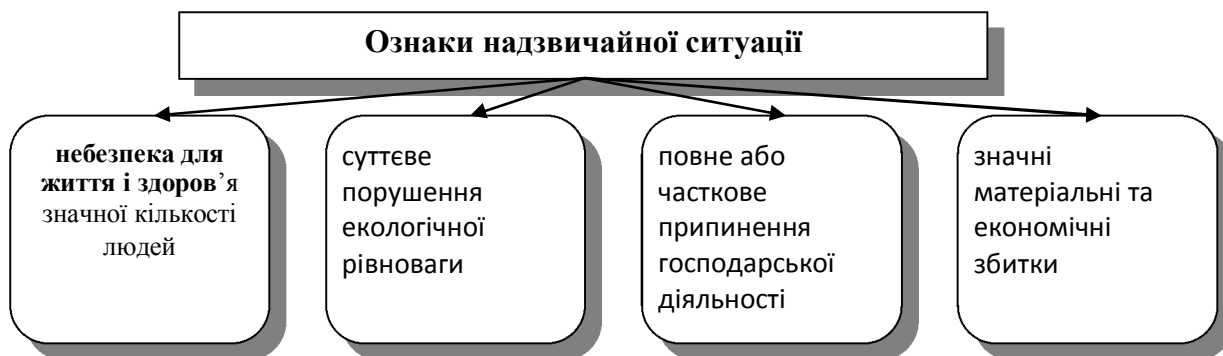 Ознаки надзвичайної ситуації
небезпека для
життя і здоров’я
значної кількості
людей
суттєве
порушення
екологічної
рівноваги
повне або
часткове
припинення
господарської
діяльності
значні
матеріальні та
економічні
збитки